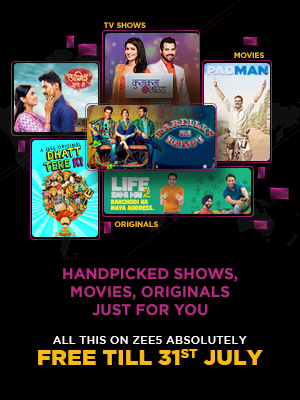 TV SHOWS
MOVIES
कुमकुम भाग्य
PADMAN
BAREILLY
KI
BARFI
A ZEE5 ORIGINAL
DHATT
TERE KI
LIFE
SAHI HAI 2
BAKCHODI KA
NAYA ADDRESS.
ORIGINALS
HANDPICKED SHOWS,
MOVIES, ORIGINALS
JUST FOR YOU
ALL THIS ON ZEE5 ABSOLUTELY
FREE TILL 31ST JULY